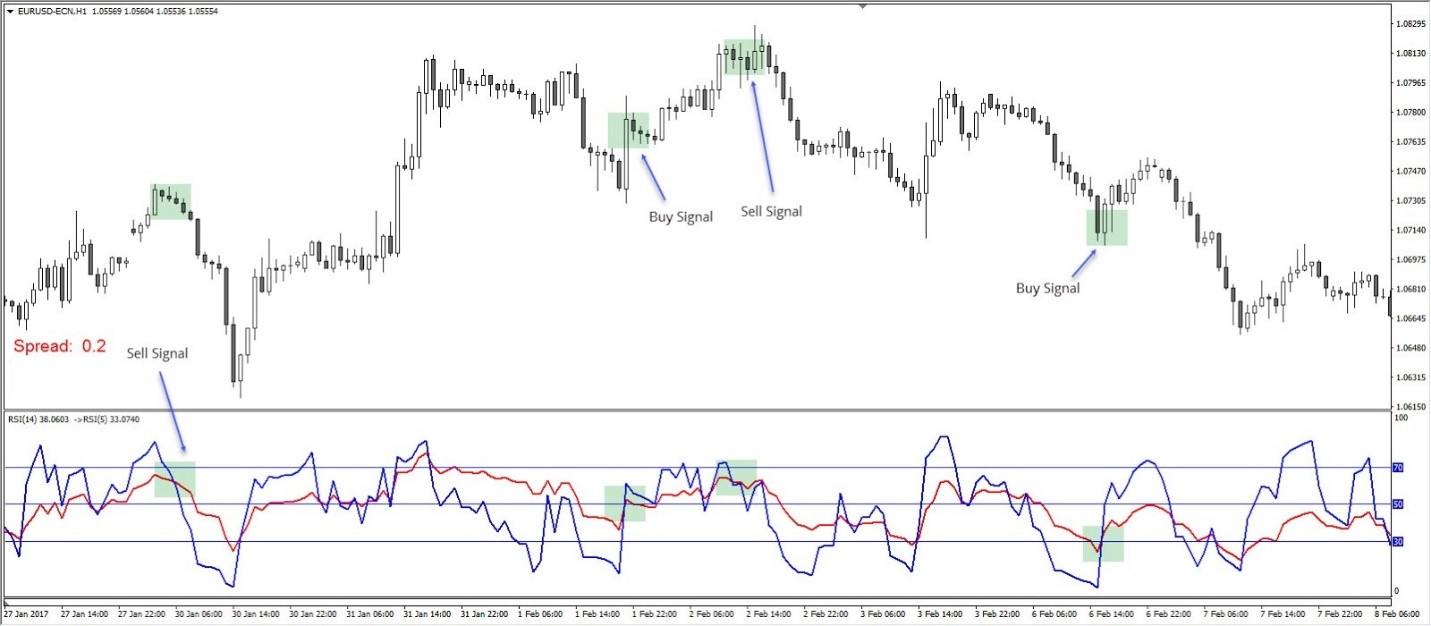 EURUSD-ECN,H1 1.05569 1.05604 1.05536 1.05554
1.08295
1.08130
1.07965
1.07800
1.07635
1.07470
1.07305
1.07140
1.06975
1.06810
1.06645
1.06480
1.06315
1.06150
Buy Signal
Sell Signal
Buy Signal
Spread: 0.2
Sell Signal
RSI(14) 38.0603 ->RSI(5) 33.0740
100
70
50
30
0
27 Jan 2017 27 Jan 14:00 27 Jan 22:00 30 Jan 06:00 30 Jan 14:00 30 Jan 22:00 31 Jan 06:00 31 Jan 14:00 31 Jan 22:00 1 Feb 06:00 1 Feb 14:00 1 Feb 22:00 2 Feb 06:00 2 Feb 14:00 2 Feb 22:00 3 Feb 06:00 3 Feb 14:00 3 Feb 22:00 6 Feb 06:00 6 Feb 14:00 6 Feb 22:00 7 Feb 06:00 7 Feb 14:00 7 Feb 22:00 8 Feb 06:00